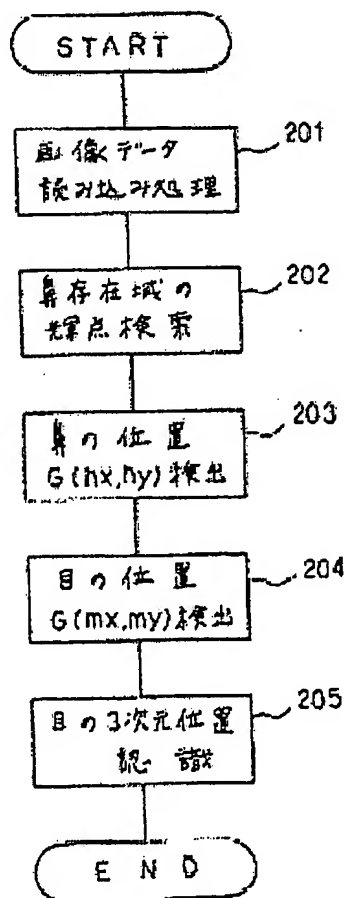 START
画像データ
読み込み処理
201
鼻存在域の
輝点検索
202
鼻の位置
G(nx,ny)検出
203
目の位置
G(mx,my)検出
204
目の3次元位置
認識
205
END